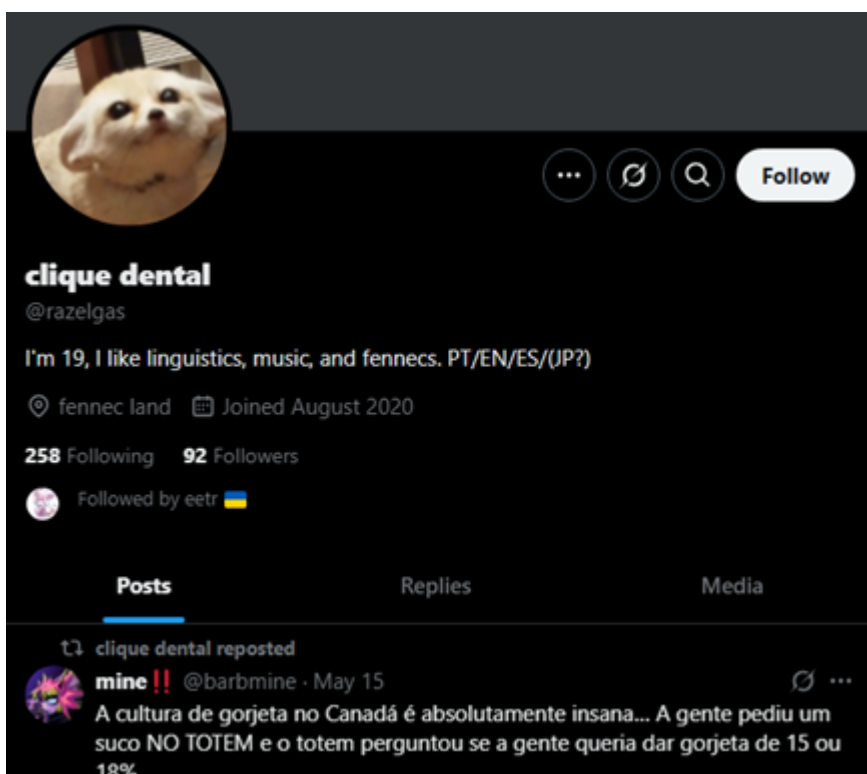 Follow
clique dental
@razelgas
I'm 19, I like linguistics, music, and fennecs. PT/EN/ES/(JP?)
fennec land Joined August 2020
258 Following 92 Followers
Followed by eetr 🇺🇦
Posts Replies Media
clique dental reposted
mine‼️ @barbmine · May 15
A cultura de gorjeta no Canadá é absolutamente insana... A gente pediu um
suco NO TOTEM e o totem perguntou se a gente queria dar gorjeta de 15 ou
18%